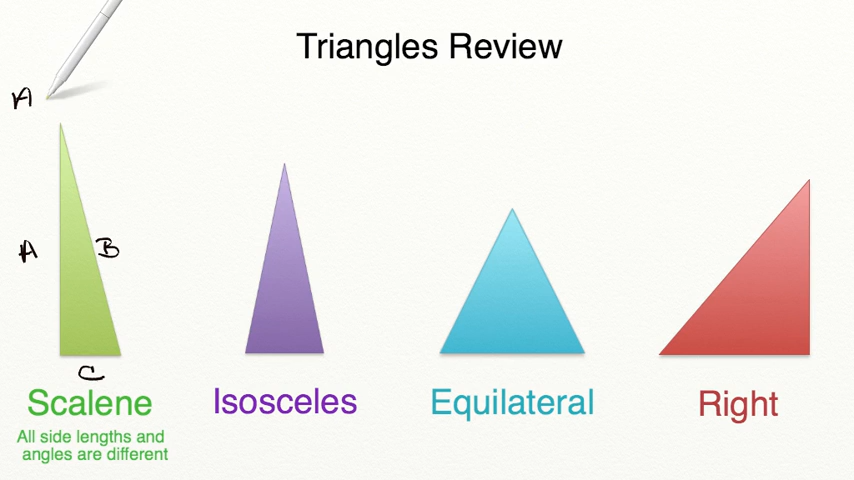 Triangles Review
A
A
B
C
Scalene
Isosceles
Equilateral
Right
All side lengths and
angles are different